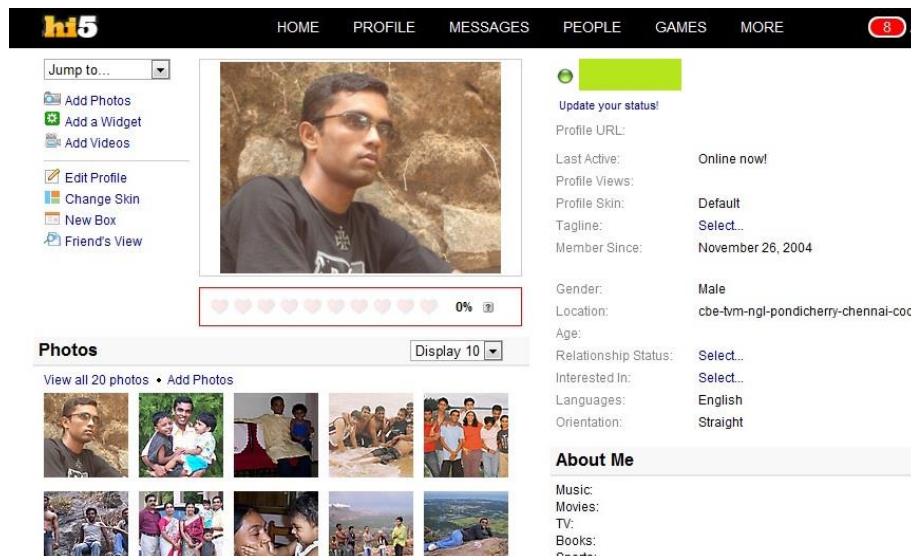 hi5
HOME PROFILE MESSAGES PEOPLE GAMES MORE 8
Jump to...
Add Photos
Add a Widget
Add Videos
Edit Profile
Change Skin
New Box
Friend's View
0% ?
Photos Display 10
View all 20 photos • Add Photos
Update your status!
Profile URL:
Last Active: Online now!
Profile Views:
Profile Skin: Default
Tagline: Select...
Member Since: November 26, 2004
Gender: Male
Location: cbe-tvm-ngl-pondicherry-chennai-coc
Age:
Relationship Status: Select...
Interested In: Select...
Languages: English
Orientation: Straight
About Me
Music:
Movies:
TV:
Books:
Sports: